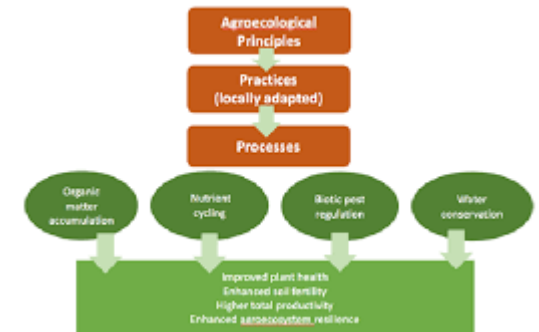 Agroecological
Principles
Practices
(locally adapted)
Processes
Organic
matter
accumulation
Nutrient
cycling
Biotic pest
regulation
Water
conservation
Improved plant health
Enhanced soil fertility
Higher total productivity
Enhanced agroecosystem resilience